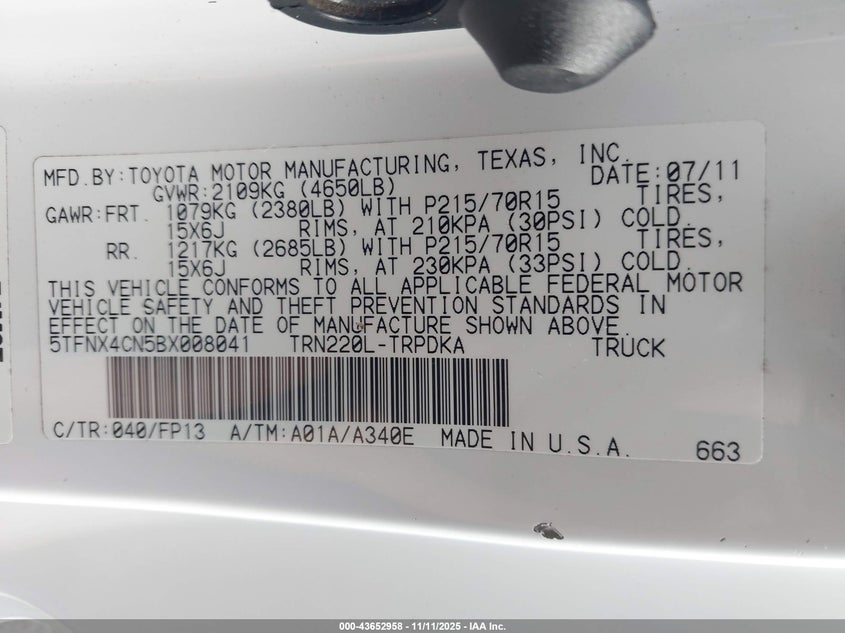 MFD.BY:TOYOTA MOTOR MANUFACTURING, TEXAS, INC.
GVWR:2109KG (4650LB) DATE:07/11
GAWR:FRT. 1079KG (2380LB) WITH P215/70R15 TIRES,
15X6J RIMS, AT 210KPA (30PSI) COLD.
RR. 1217KG (2685LB) WITH P215/70R15 TIRES,
15X6J RIMS, AT 230KPA (33PSI) COLD.
THIS VEHICLE CONFORMS TO ALL APPLICABLE FEDERAL MOTOR
VEHICLE SAFETY AND THEFT PREVENTION STANDARDS IN
EFFECT ON THE DATE OF MANUFACTURE SHOWN ABOVE.
5TFNX4CN5BX008041 TRN220L-TRPDKA TRUCK
C/TR:040/FP13 A/TM:A01A/A340E MADE IN U.S.A. 663
000-43652958 - 11/11/2025 - IAA Inc.